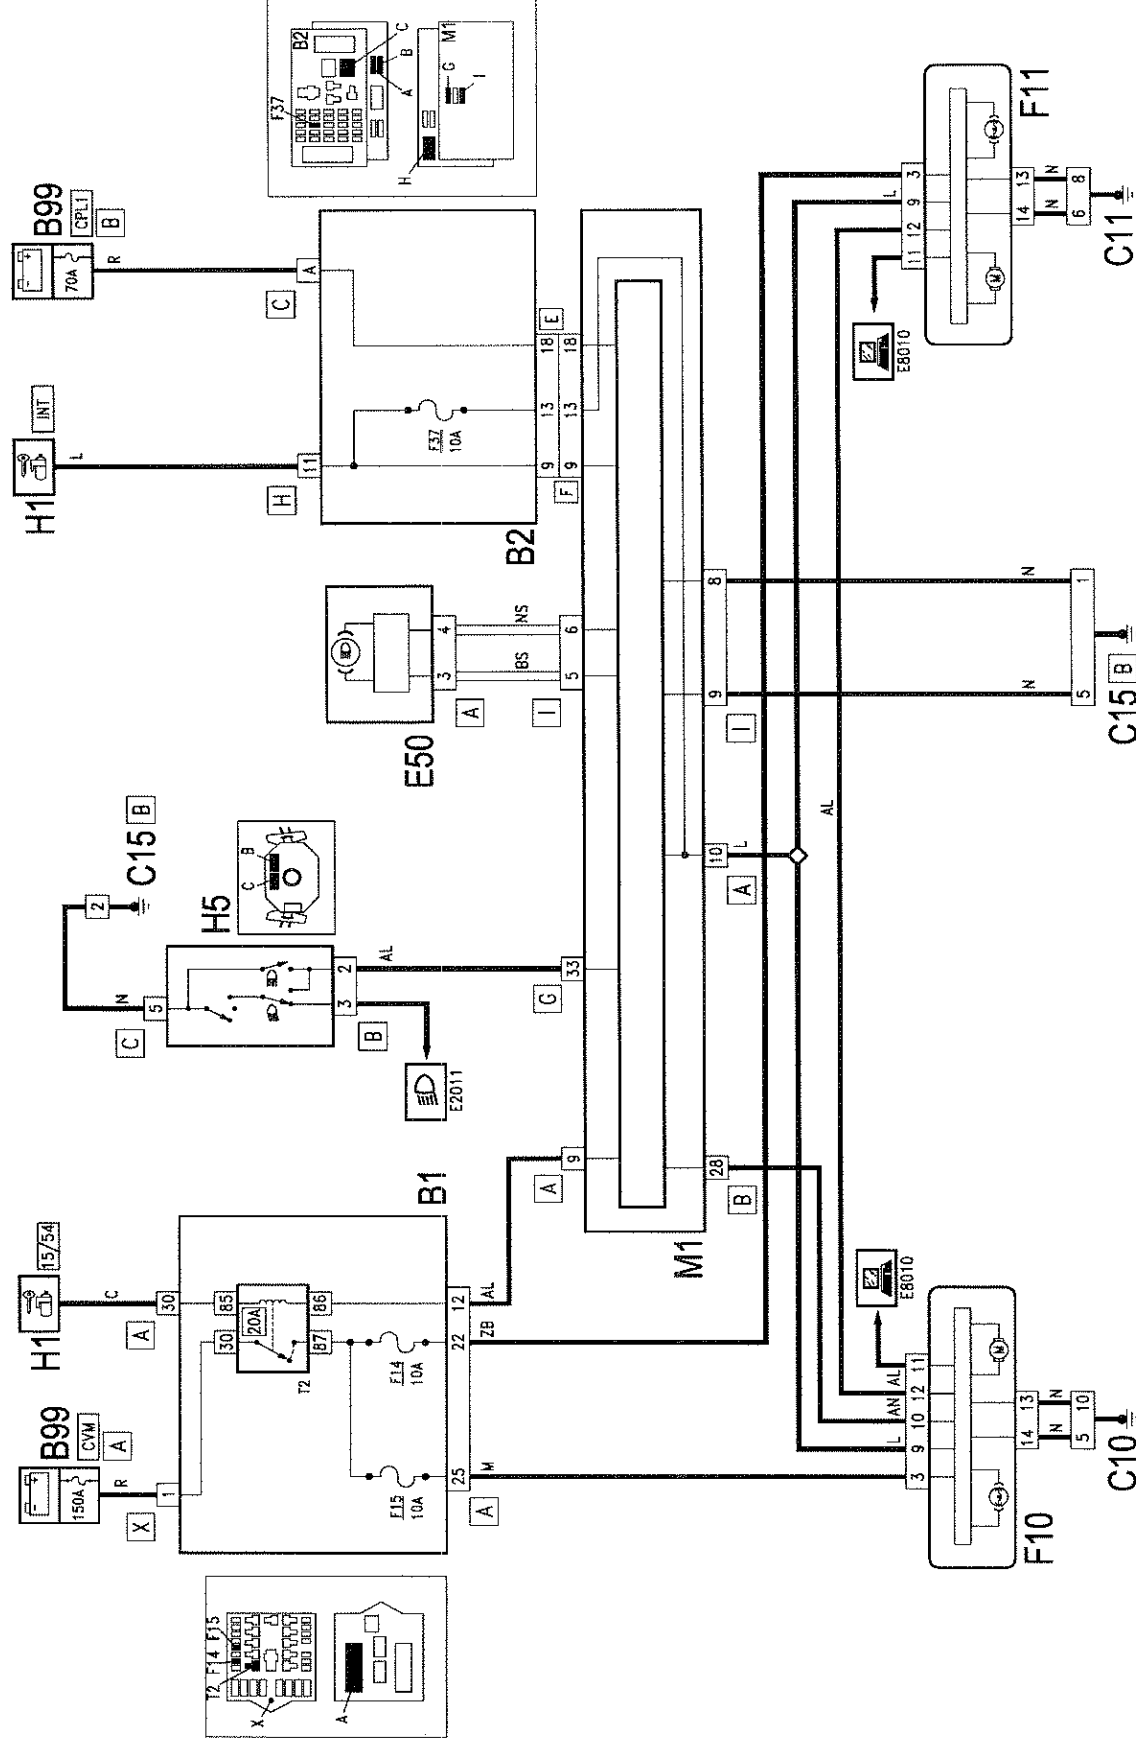 B99
CVM
A
150A
R
X
1
H1
15/54
C
A
30
T2
F14
F15
X
A
30
85
20A
87
86
T2
F15
10A
F14
10A
25
22
12
A
B1
M
ZB
AL
A
9
C15
B
2
N
C
5
H5
C
B
3
2
B
AL
E2011
G
33
E50
3
4
A
BS
NS
I
5
6
H1
INT
L
H
11
B99
CPL1
B
70A
R
C
A
F37
10A
B2
9
13
18
E
F
9
13
18
F37
B2
C
B
A
M1
G
I
H
M1
28
B
10
A
L
9
8
I
N
N
5
1
C15
B
AL
E8010
L
AN
AL
3
9
10
12
11
F10
14
13
N
N
5
10
C10
E8010
L
11
12
9
3
F11
14
13
N
N
6
8
C11